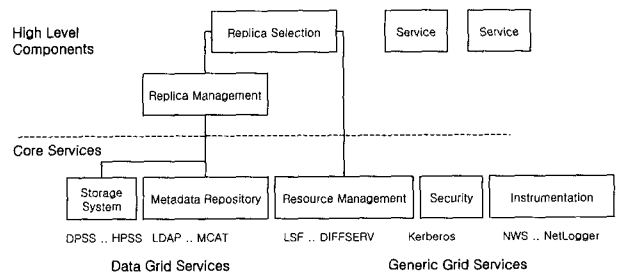 High Level
Components
Replica Selection
Service
Service
Replica Management
Core Services
Storage
System
Metadata Repository
Resource Management
Security
Instrumentation
DPSS .. HPSS
LDAP .. MCAT
LSF .. DIFFSERV
Kerberos
NWS .. NetLogger
Data Grid Services
Generic Grid Services